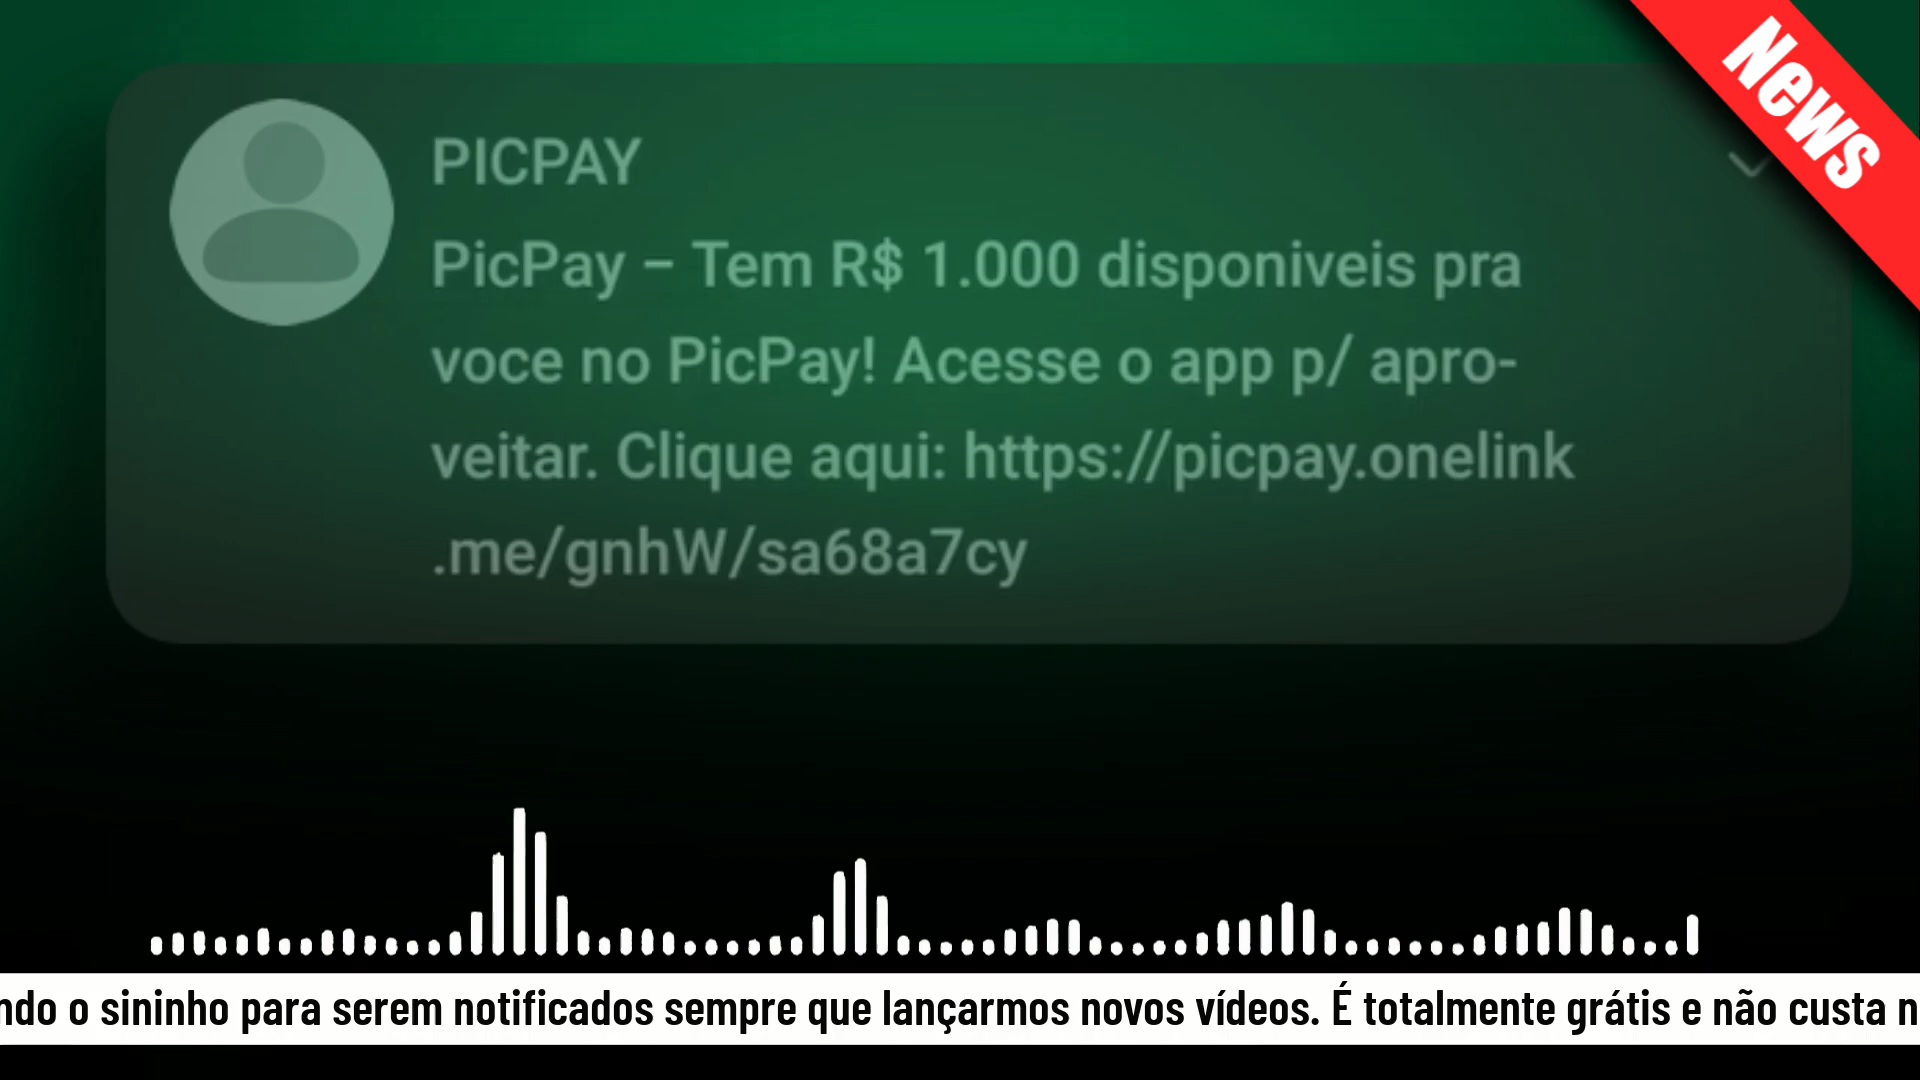 News
PICPAY
PicPay – Tem R$ 1.000 disponiveis pra
voce no PicPay! Acesse o app p/ apro-
veitar. Clique aqui: https://picpay.onelink
.me/gnhW/sa68a7cy
ndo o sininho para serem notificados sempre que lançarmos novos vídeos. É totalmente grátis e não custa n